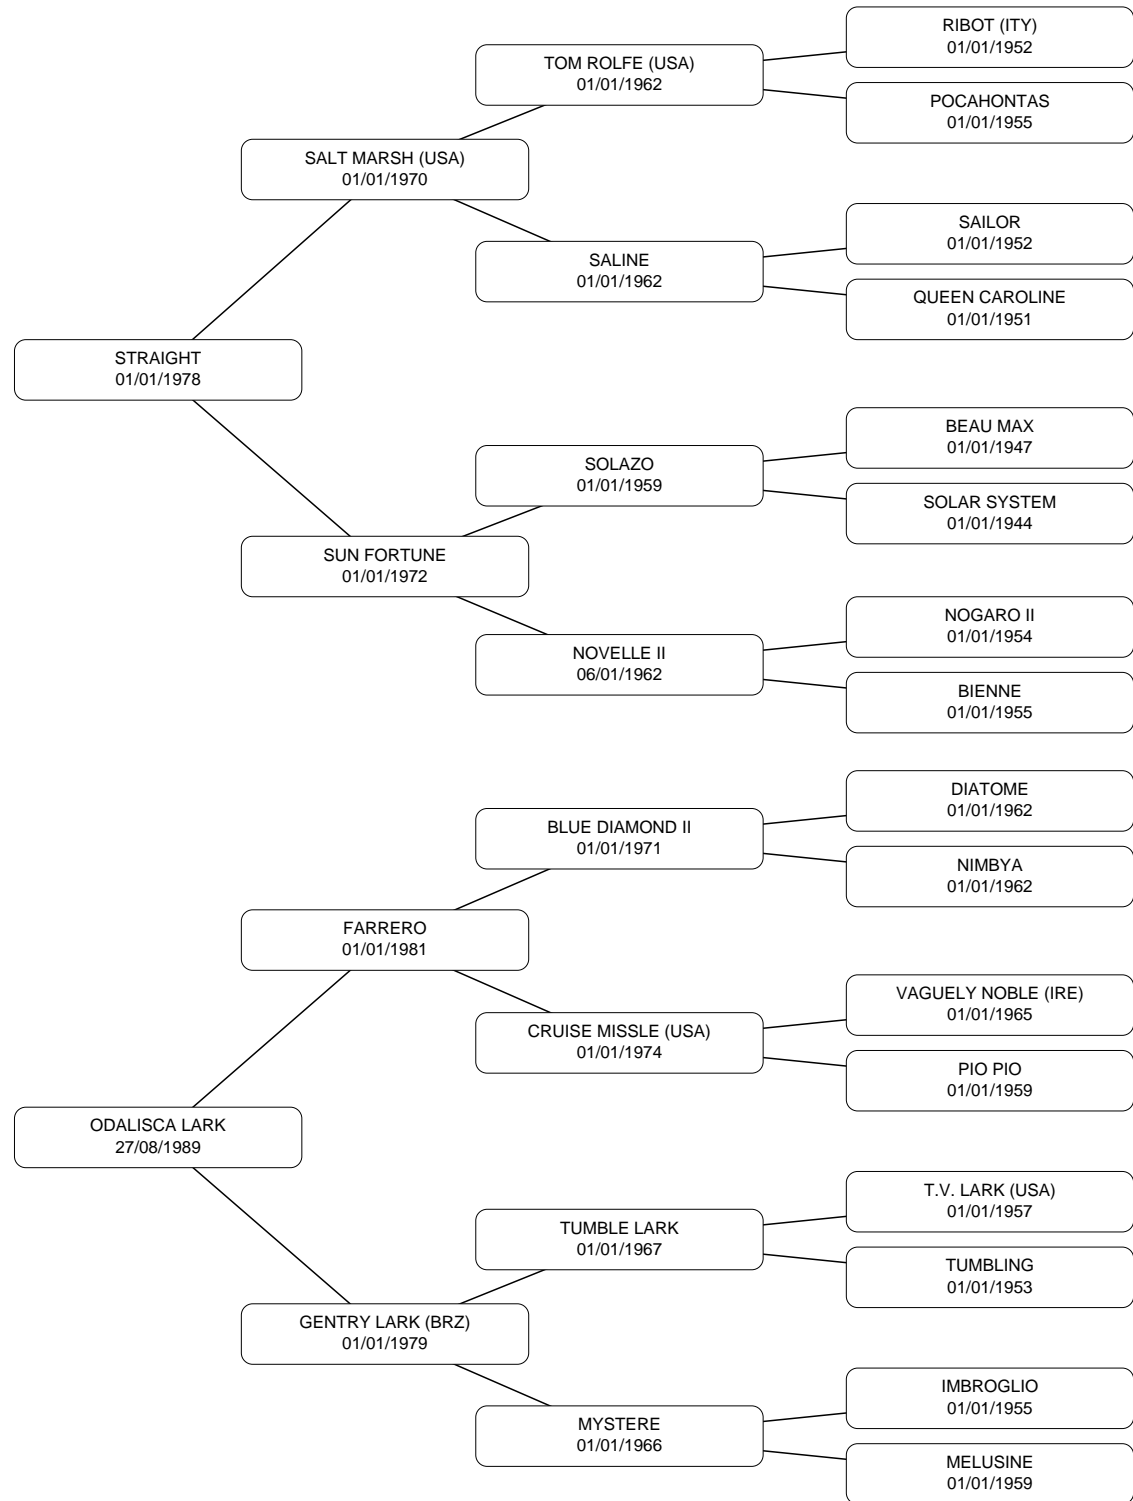 RIBOT (ITY)
01/01/1952
TOM ROLFE (USA)
01/01/1962
POCAHONTAS
01/01/1955
SALT MARSH (USA)
01/01/1970
SAILOR
01/01/1952
SALINE
01/01/1962
QUEEN CAROLINE
01/01/1951
STRAIGHT
01/01/1978
BEAU MAX
01/01/1947
SOLAZO
01/01/1959
SOLAR SYSTEM
01/01/1944
SUN FORTUNE
01/01/1972
NOGARO II
01/01/1954
NOVELLE II
06/01/1962
BIENNE
01/01/1955
DIATOME
01/01/1962
BLUE DIAMOND II
01/01/1971
NIMBYA
01/01/1962
FARRERO
01/01/1981
VAGUELY NOBLE (IRE)
01/01/1965
CRUISE MISSLE (USA)
01/01/1974
PIO PIO
01/01/1959
ODALISCA LARK
27/08/1989
T.V. LARK (USA)
01/01/1957
TUMBLE LARK
01/01/1967
TUMBLING
01/01/1953
GENTRY LARK (BRZ)
01/01/1979
IMBROGLIO
01/01/1955
MYSTERE
01/01/1966
MELUSINE
01/01/1959